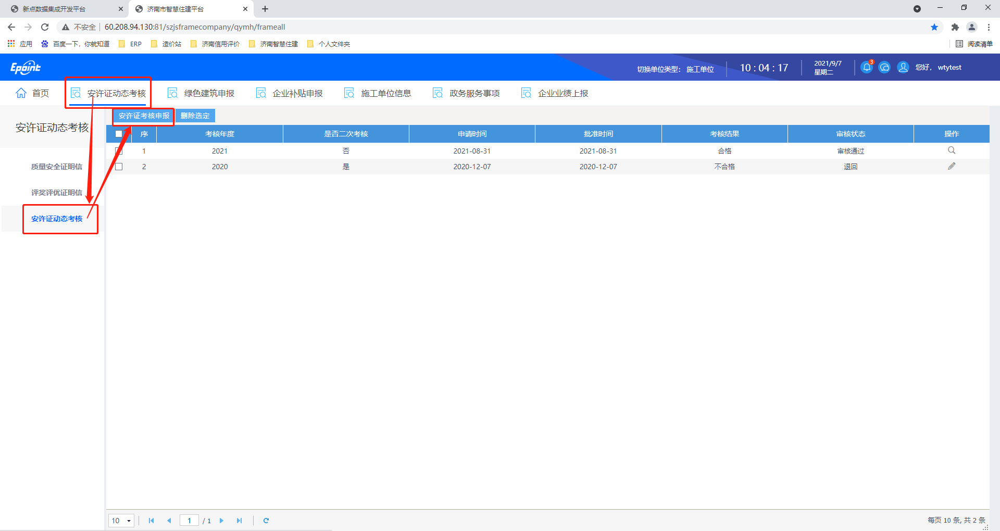 新点数据集成开发平台
济南市智慧住建平台
不安全
60.208.94.130:81/szjsframecompany/qymh/frameall
应用
百度一下，你就知道
ERP
造价站
济南信用评价
济南智慧住建
个人文件夹
阅读清单
Epoint
切换单位类型： 施工单位
10 : 04 : 17
2021/9/7
星期二
3
您好， wtytest
首页
安许证动态考核
绿色建筑申报
企业补贴申报
施工单位信息
政务服务事项
企业业绩上报
安许证动态考核
质量安全证明信
评奖评优证明信
安许证动态考核
安许证考核申报
删除选定
序 考核年度 是否二次考核 申请时间 批准时间 考核结果 审核状态 操作
1 2021 否 2021-08-31 2021-08-31 合格 审核通过
2 2020 是 2020-12-07 2020-12-07 不合格 退回
10
1 / 1
每页 10 条, 共 2 条